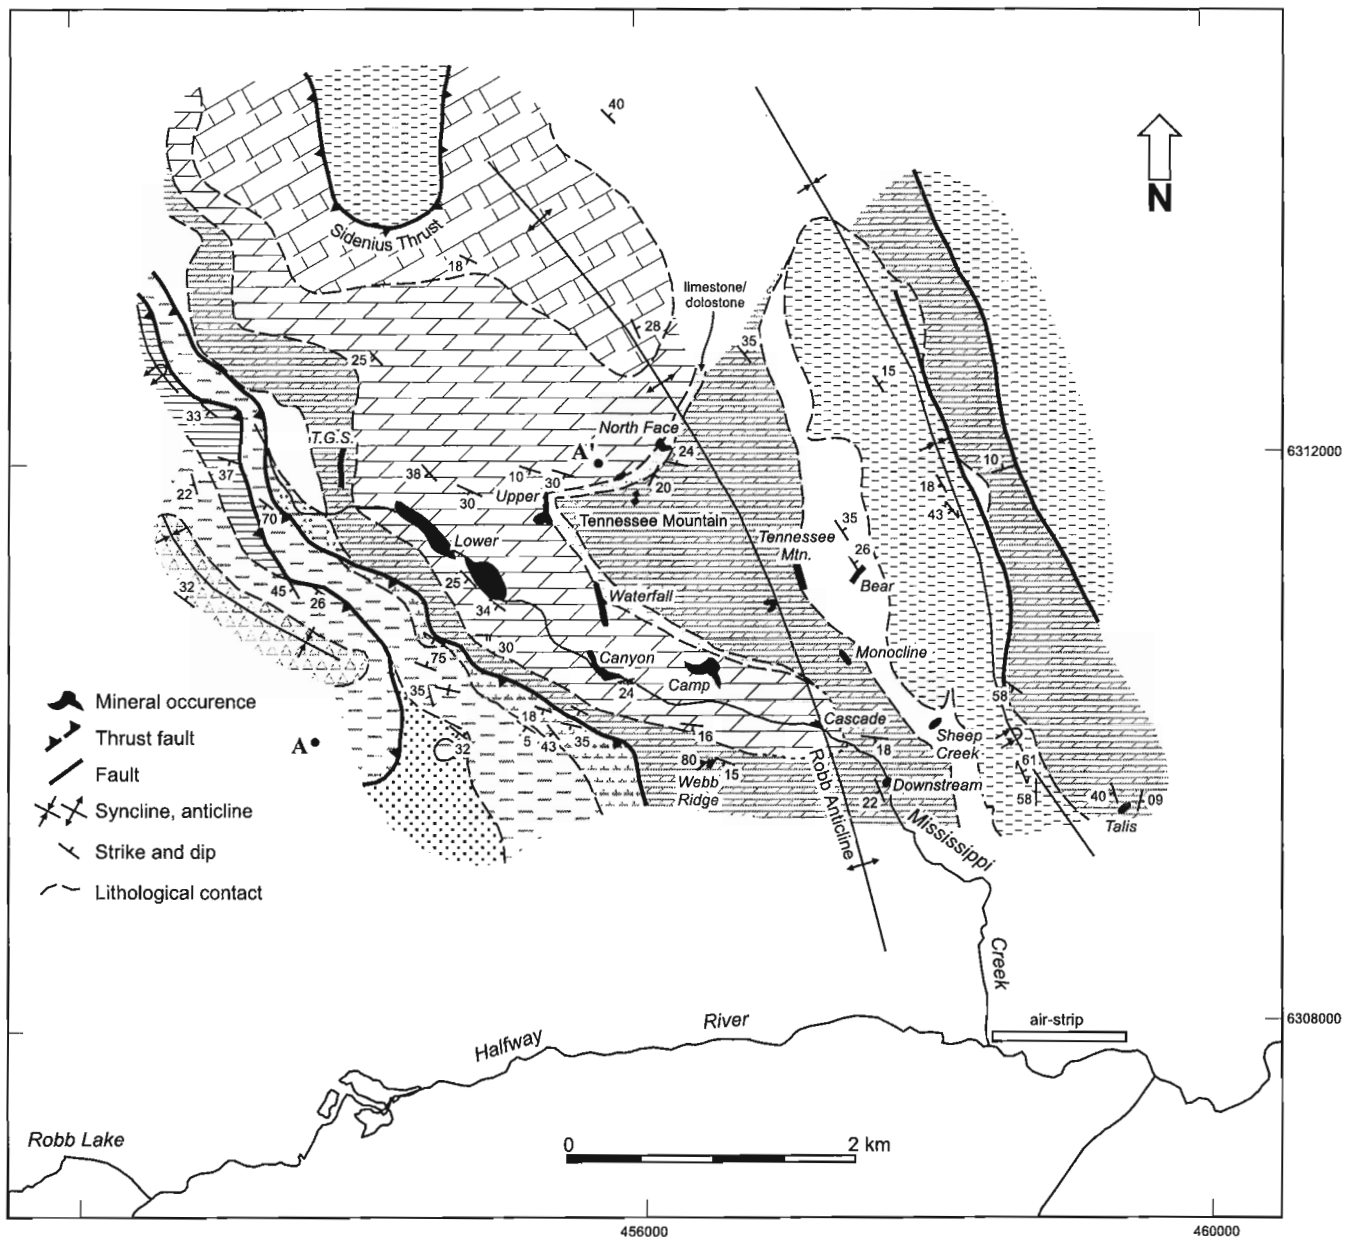 40
N
Sidenius Thrust
18
limestone/
dolostone
28
35
25
15
33
T.G.S.
North Face
A'
24
6312000
38
10
30
10
37
22
Upper
20
18
30
43
70
Tennessee Mountain
35
Tennessee
Mtn.
Lower
26
32
25
Bear
45
26
34
Waterfall
30
75
Canyon
Monocline
35
24
Camp
58
Mineral occurence
18
Cascade
Sheep
Creek
Thrust fault
A
32
5
43
35
16
18
61
80
Webb
Ridge
15
Robb Anticline
Downstream
58
40
09
Fault
22
Talis
Syncline, anticline
Mississippi
Strike and dip
Lithological contact
Creek
River
air-strip
6308000
Halfway
Robb Lake
0
2 km
456000
460000